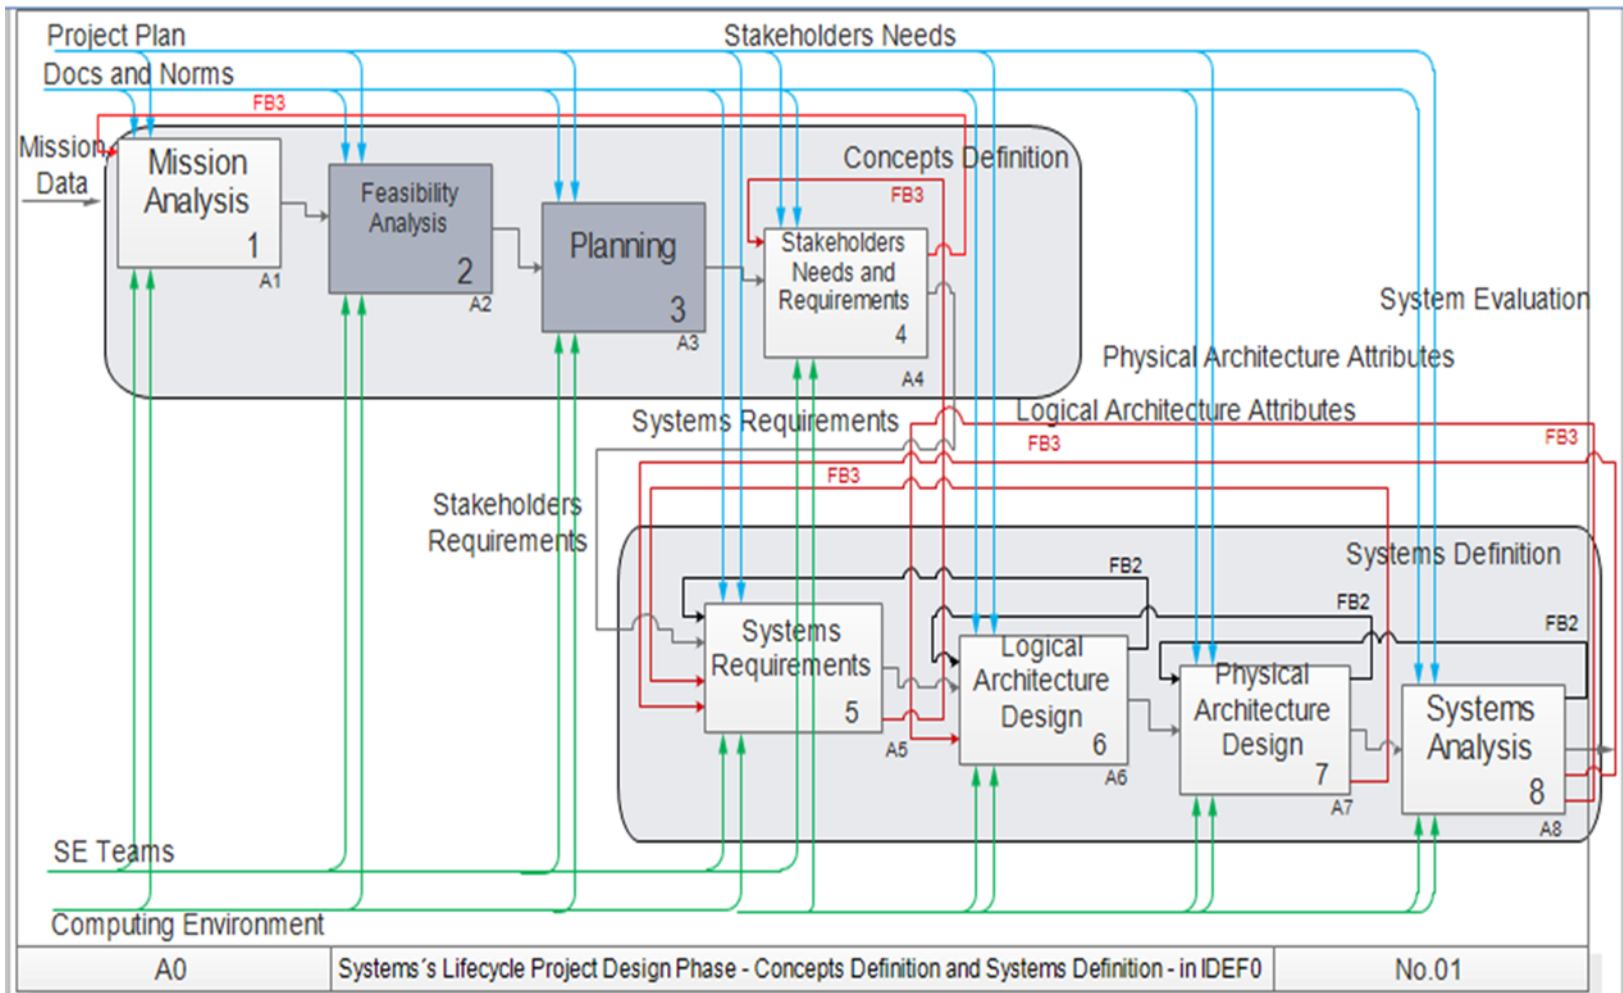 Project Plan
Stakeholders Needs
Docs and Norms
FB3
Mission
Data
Concepts Definition
Mission
Analysis
1
A1
Feasibility
Analysis
2
A2
Planning
3
A3
FB3
Stakeholders
Needs and
Requirements
4
A4
System Evaluation
Physical Architecture Attributes
Logical Architecture Attributes
Systems Requirements
FB3
FB3
FB3
Stakeholders
Requirements
Systems Definition
FB2
FB2
FB2
Systems
Requirements
5
A5
Logical
Architecture
Design
6
A6
Physical
Architecture
Design
7
A7
Systems
Analysis
8
A8
SE Teams
Computing Environment
A0
Systems´s Lifecycle Project Design Phase - Concepts Definition and Systems Definition - in IDEF0
No.01